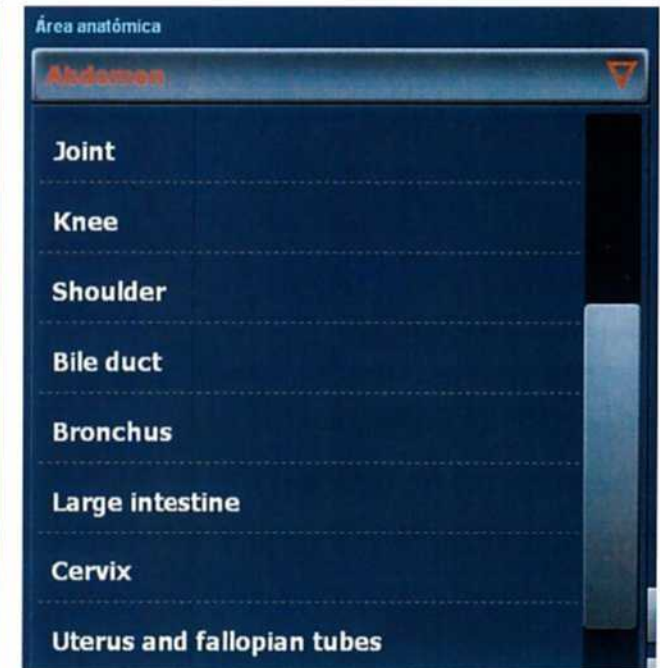 Área anatómica
Abdomen
Joint
Knee
Shoulder
Bile duct
Bronchus
Large intestine
Cervix
Uterus and fallopian tubes